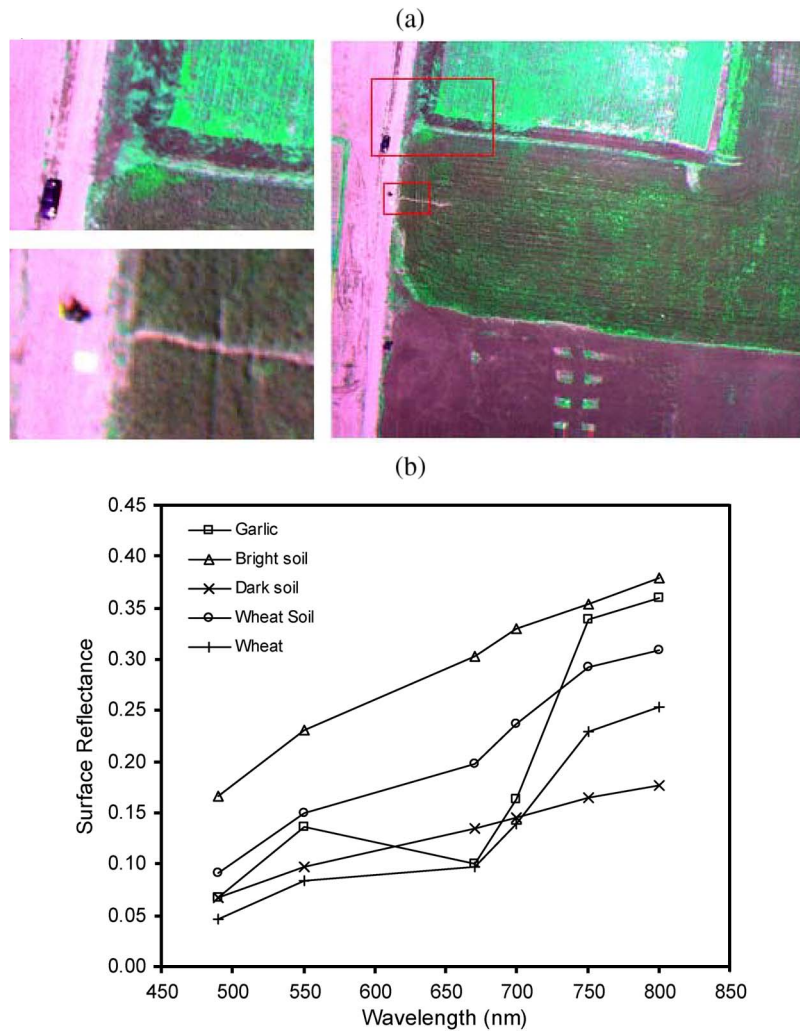 (a)
(b)
0.45
0.40
0.35
0.30
0.25
0.20
0.15
0.10
0.05
0.00
Surface Reflectance
Garlic
Bright soil
Dark soil
Wheat Soil
Wheat
450 500 550 600 650 700 750 800 850
Wavelength (nm)